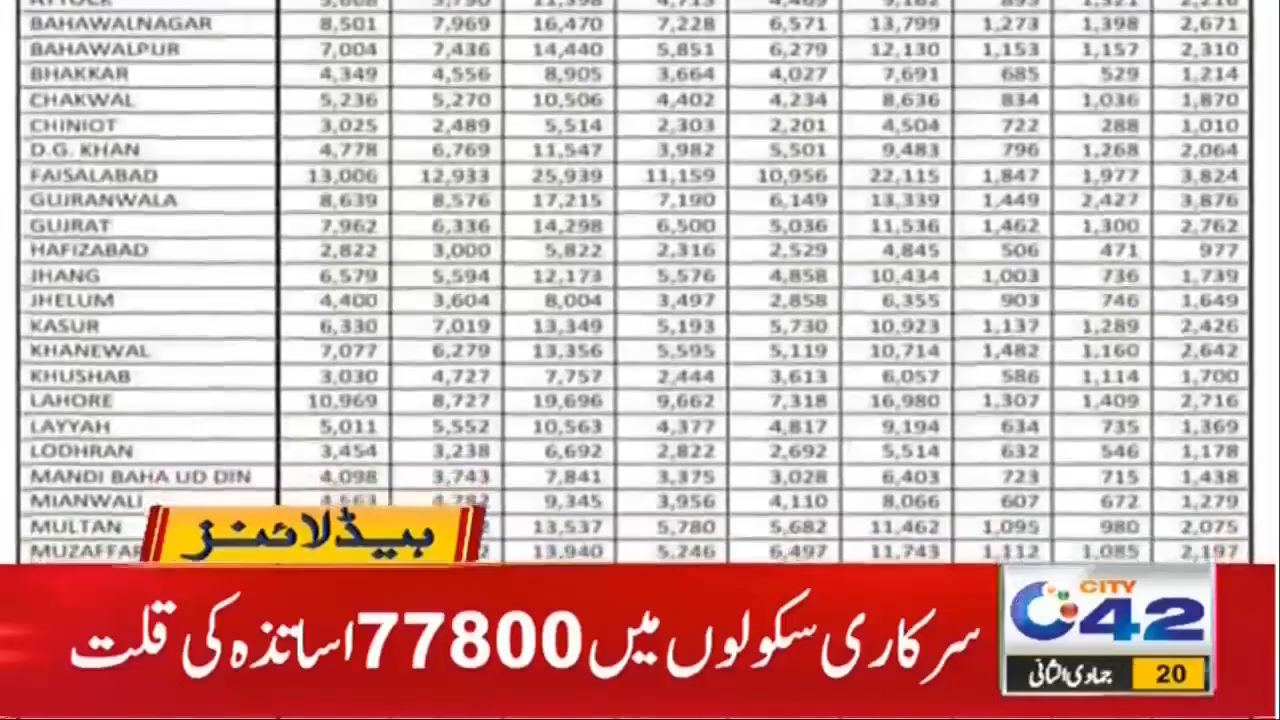 BAHAWALNAGAR 8,501 7,969 16,470 7,228 6,571 13,799 1,273 1,398 2,671
BAHAWALPUR 7,004 7,436 14,440 5,851 6,279 12,130 1,153 1,157 2,310
BHAKKAR 4,349 4,556 8,905 3,664 4,027 7,691 685 529 1,214
CHAKWAL 5,236 5,270 10,506 4,402 4,234 8,636 834 1,036 1,870
CHINIOT 3,025 2,489 5,514 2,303 2,201 4,504 722 288 1,010
D.G. KHAN 4,778 6,769 11,547 3,982 5,501 9,483 796 1,268 2,064
FAISALABAD 13,006 12,933 25,939 11,159 10,956 22,115 1,847 1,977 3,824
GUJRANWALA 8,639 8,576 17,215 7,190 6,149 13,339 1,449 2,427 3,876
GUJRAT 7,962 6,336 14,298 6,500 5,036 11,536 1,462 1,300 2,762
HAFIZABAD 2,822 3,000 5,822 2,316 2,529 4,845 506 471 977
JHANG 6,579 5,594 12,173 5,576 4,858 10,434 1,003 736 1,739
JHELUM 4,400 3,604 8,004 3,497 2,858 6,355 903 746 1,649
KASUR 6,330 7,019 13,349 5,193 5,730 10,923 1,137 1,289 2,426
KHANEWAL 7,077 6,279 13,356 5,595 5,119 10,714 1,482 1,160 2,642
KHUSHAB 3,030 4,727 7,757 2,444 3,613 6,057 586 1,114 1,700
LAHORE 10,969 8,727 19,696 9,662 7,318 16,980 1,307 1,409 2,716
LAYYAH 5,011 5,552 10,563 4,377 4,817 9,194 634 735 1,369
LODHRAN 3,454 3,238 6,692 2,822 2,692 5,514 632 546 1,178
MANDI BAHA UD DIN 4,098 3,743 7,841 3,375 3,028 6,403 723 715 1,438
MIANWALI 9,345 3,956 4,110 8,066 607 672 1,279
MULTAN 13,537 5,780 5,682 11,462 1,095 980 2,075
13,940 5,246 6,497 11,743 1,112 1,085 2,197
ہیڈلائنز
سرکاری سکولوں میں 77800 اساتذہ کی قلت
CITY
42
جمادی الثانی 20